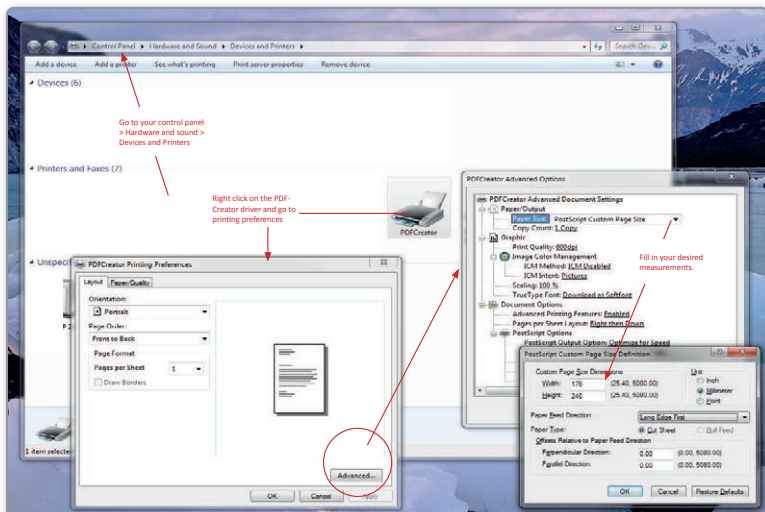 Control Panel ▸ Hardware and Sound ▸ Devices and Printers ▸
Search Dev...
Add a device Add a printer See what's printing Print server properties Remove device
Devices (6)
Go to your control panel
> Hardware and sound >
Devices and Printers
Printers and Faxes (7)
Right click on the PDF-
Creator driver and go to
printing preferences
PDFCreator
Unspecif
1 item selected
PDFCreator Printing Preferences
Layout Paper/Quality
Orientation:
Portrait
Page Order:
Front to Back
Page Format
Pages per Sheet 1
Draw Borders
Advanced...
OK Cancel Apply
PDFCreator Advanced Options
PDFCreator Advanced Document Settings
Paper/Output
Paper Size: PostScript Custom Page Size
Copy Count: 1 Copy
Graphic
Print Quality: 600dpi
Image Color Management
ICM Method: ICM Disabled
ICM Intent: Pictures
Scaling: 100 %
TrueType Font: Download as Softfont
Document Options
Advanced Printing Features: Enabled
Pages per Sheet Layout: Right then Down
PostScript Options
PostScript Output Option: Optimize for Speed
Fill in your desired
measurements.
PostScript Custom Page Size Definition
Custom Page Size Dimensions Unit
Width: 176 (25.40, 5000.00) Inch
Height: (25.40, 5080.00) Millimeter
Point
Paper Feed Direction: Long Edge First
Paper Type: Cut Sheet Roll Feed
Offsets Relative to Paper Feed Direction
Perpendicular Direction: 0.00 (0.00, 5080.00)
Parallel Direction: 0.00 (0.00, 5080.00)
OK Cancel Restore Defaults